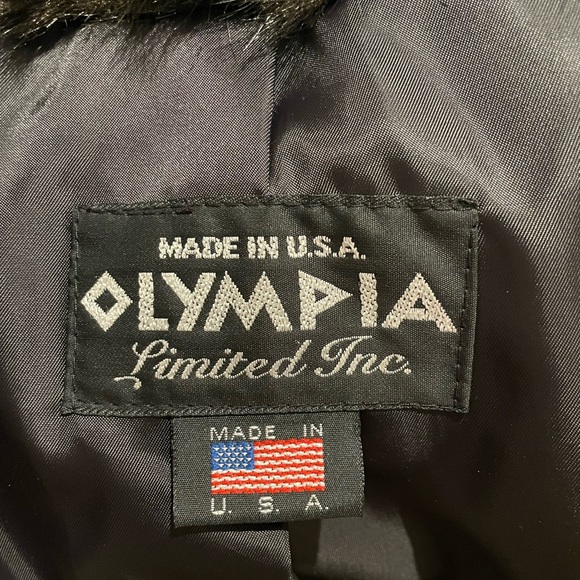 MADE IN U.S.A.
OLYMPIA
Limited Inc.
MADE IN
U.S.A.